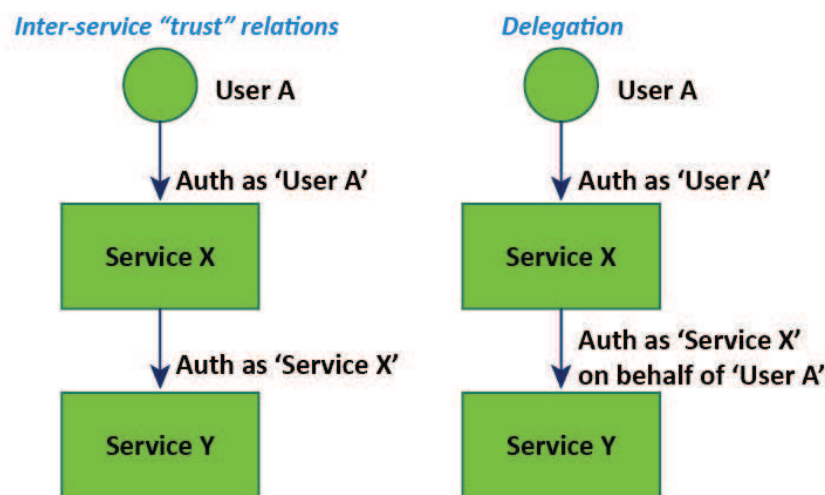 Inter-service “trust” relations
User A
Auth as ‘User A’
Service X
Auth as ‘Service X’
Service Y
Delegation
User A
Auth as ‘User A’
Service X
Auth as ‘Service X’
on behalf of ‘User A’
Service Y